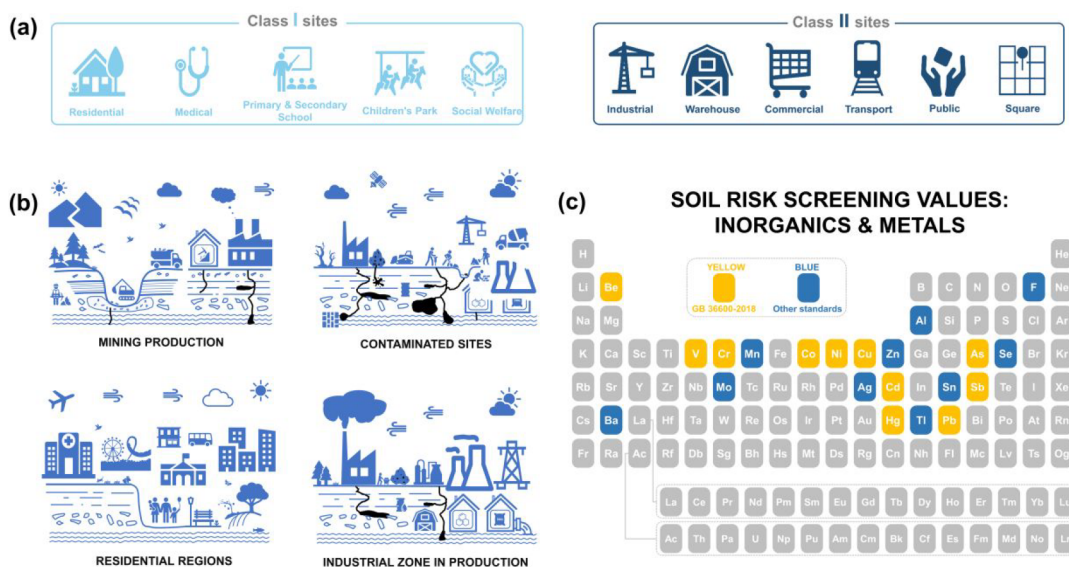 (a)
Class I sites
Residential
Medical
Primary & Secondary
School
Children's Park
Social Welfare
Class II sites
Industrial
Warehouse
Commercial
Transport
Public
Square
(b)
MINING PRODUCTION
CONTAMINATED SITES
RESIDENTIAL REGIONS
INDUSTRIAL ZONE IN PRODUCTION
(c)
SOIL RISK SCREENING VALUES:
INORGANICS & METALS
YELLOW
BLUE
GB 36600-2018
Other standards
H He
Li Be B C N O F Ne
Na Mg Al Si P S Cl Ar
K Ca Sc Ti V Cr Mn Fe Co Ni Cu Zn Ga Ge As Se Br Kr
Rb Sr Y Zr Nb Mo Tc Ru Rh Pd Ag Cd In Sn Sb Te I Xe
Cs Ba La Hf Ta W Re Os Ir Pt Au Hg Tl Pb Bi Po At Rn
Fr Ra Ac Rf Db Sg Bh Hs Mt Ds Rg Cn Nh Fl Mc Lv Ts Og
La Ce Pr Nd Pm Sm Eu Gd Tb Dy Ho Er Tm Yb Lu
Ac Th Pa U Np Pu Am Cm Bk Cf Es Fm Md No Lr